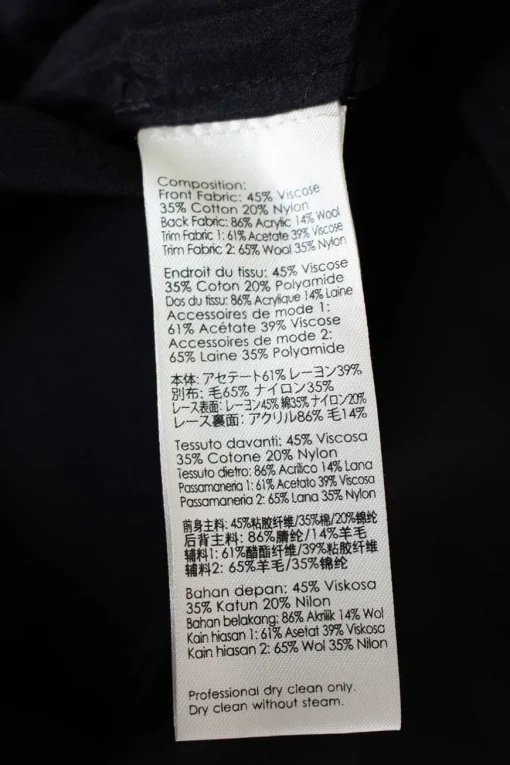 Composition:
Front Fabric: 45% Viscose
35% Cotton 20% Nylon
Back Fabric: 86% Acrylic 14% Wool
Trim Fabric 1: 61% Acetate 39% Viscose
Trim Fabric 2: 65% Wool 35% Nylon
Endroit du tissu: 45% Viscose
35% Coton 20% Polyamide
Dos du tissu: 86% Acrylique 14% Laine
Accessoires de mode 1:
61% Acétate 39% Viscose
Accessoires de mode 2:
65% Laine 35% Polyamide
本体: アセテート61% レーヨン39%
別布: 毛65% ナイロン35%
レース表面: レーヨン45% 綿35% ナイロン20%
レース裏面: アクリル86% 毛14%
Tessuto davanti: 45% Viscosa
35% Cotone 20% Nylon
Tessuto dietro: 86% Acrilico 14% Lana
Passamaneria 1: 61% Acetato 39% Viscosa
Passamaneria 2: 65% Lana 35% Nylon
前身主料: 45%粘胶纤维/35%棉/20%锦纶
后背主料: 86%腈纶/14%羊毛
辅料1: 61%醋酯纤维/39%粘胶纤维
辅料2: 65%羊毛/35%锦纶
Bahan depan: 45% Viskosa
35% Katun 20% Nilon
Bahan belakang: 86% Akrilik 14% Wol
Kain hiasan 1: 61% Asetat 39% Viskosa
Kain hiasan 2: 65% Wol 35% Nilon
Professional dry clean only.
Dry clean without steam.